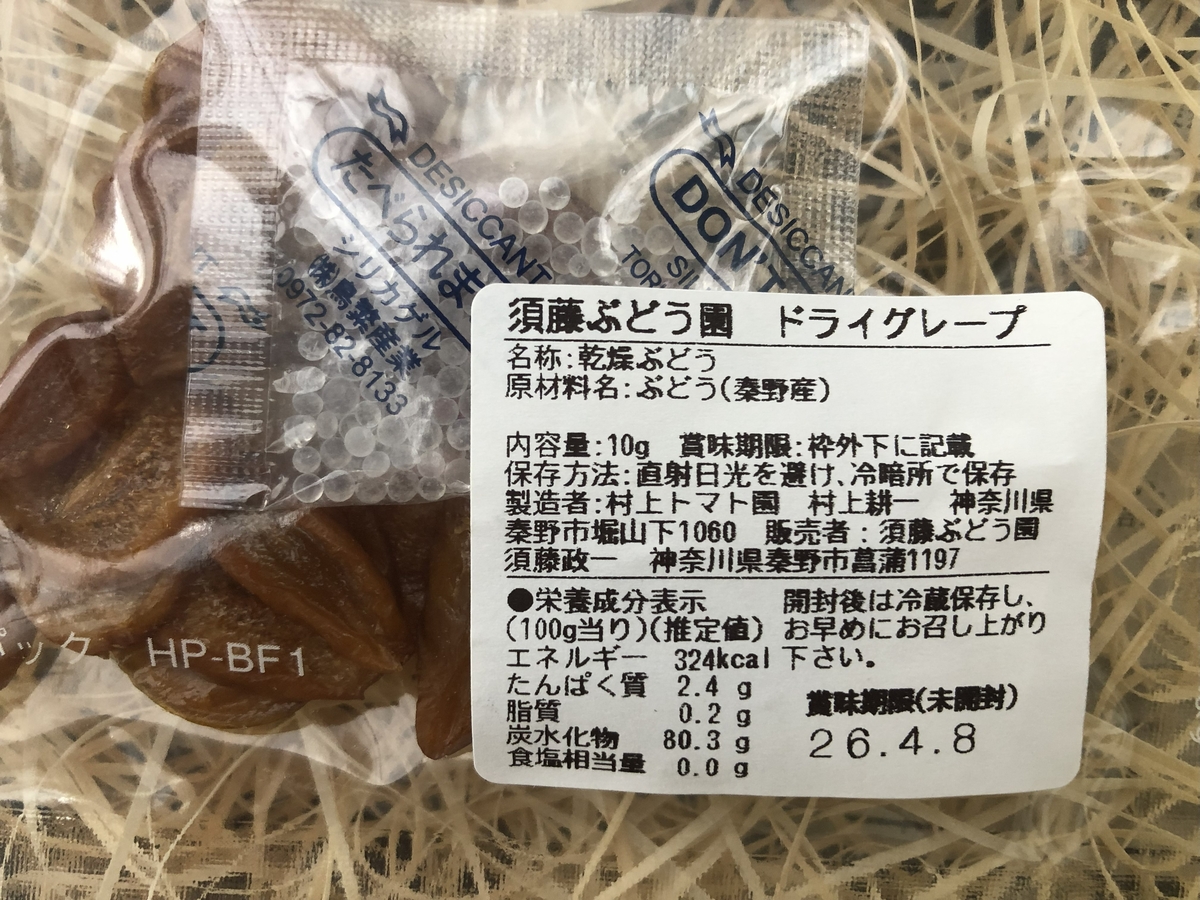 DESICCANT
たべられま
シリカゲル
㈱鳥繁産業
0972-82-8133
DESICCAN
DON'T
パック HP-BF1
須藤ぶどう園 ドライグレープ
名称:乾燥ぶどう
原材料名:ぶどう(秦野産)
内容量:10g 賞味期限:枠外下に記載
保存方法:直射日光を避け、冷暗所で保存
製造者:村上トマト園 村上耕一 神奈川県
秦野市堀山下1060 販売者:須藤ぶどう園
須藤政一 神奈川県秦野市菖蒲1197
●栄養成分表示
(100g当り)(推定値)
エネルギー 324kcal
たんぱく質 2.4 g
脂質 0.2 g
炭水化物 80.3 g
食塩相当量 0.0 g
開封後は冷蔵保存し、
お早めにお召し上がり
下さい。
賞味期限(未開封)
26.4.8